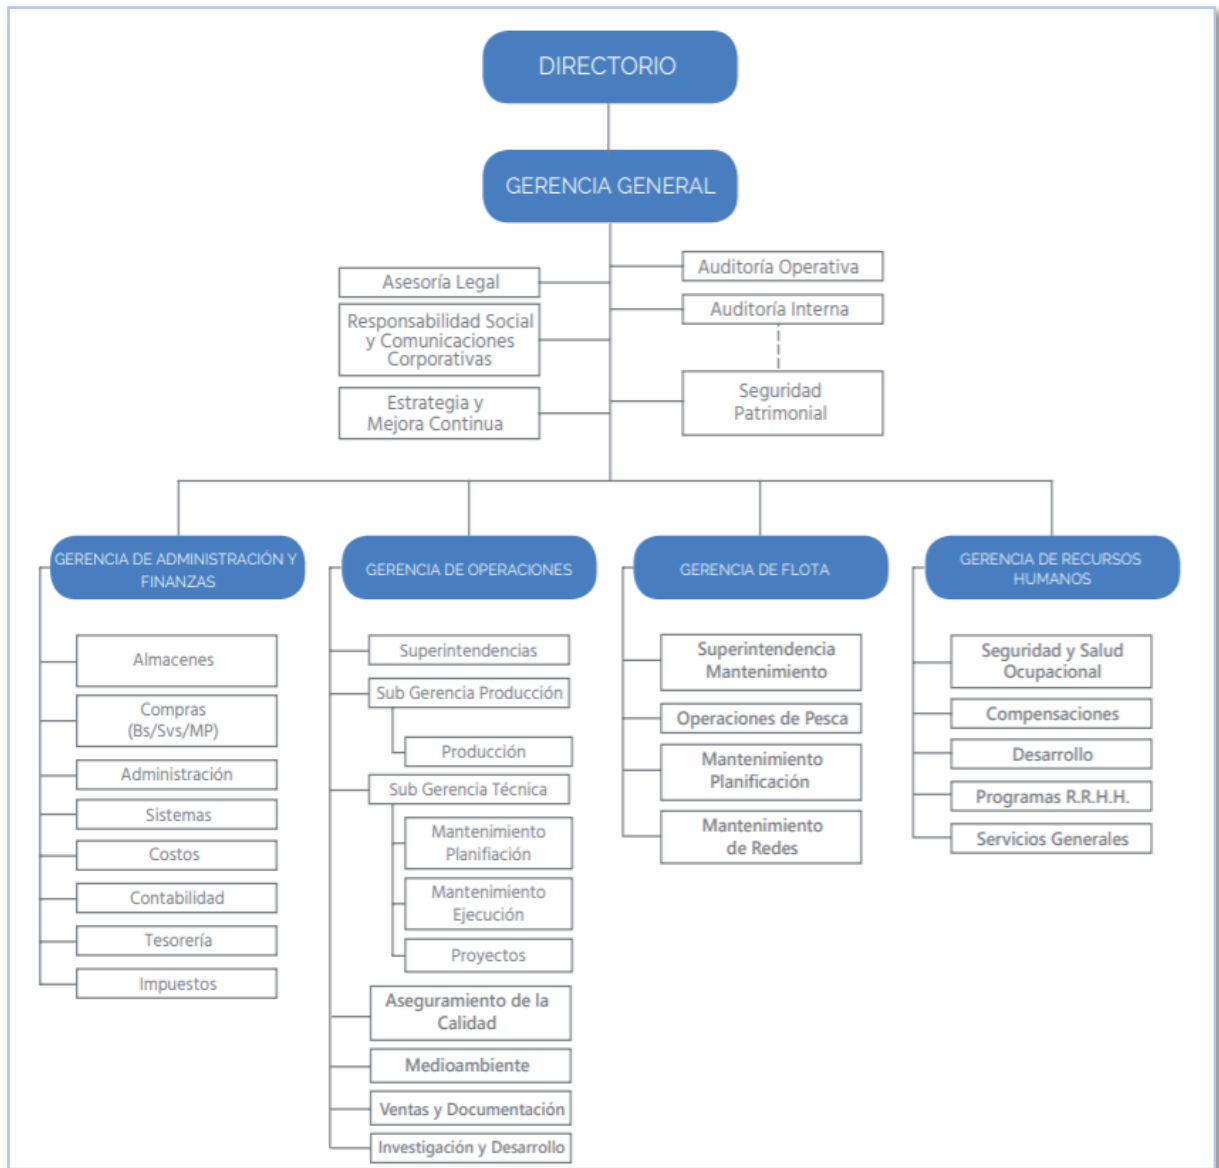 DIRECTORIO
GERENCIA GENERAL
Asesoría Legal
Responsabilidad Social
y Comunicaciones
Corporativas
Estrategia y
Mejora Continua
Auditoría Operativa
Auditoría Interna
Seguridad
Patrimonial
GERENCIA DE ADMINISTRACIÓN Y
FINANZAS
Almacenes
Compras
(Bs/Svs/MP)
Administración
Sistemas
Costos
Contabilidad
Tesorería
Impuestos
GERENCIA DE OPERACIONES
Superintendencias
Sub Gerencia Producción
Producción
Sub Gerencia Técnica
Mantenimiento
Planifiación
Mantenimiento
Ejecución
Proyectos
Aseguramiento de la
Calidad
Medioambiente
Ventas y Documentación
Investigación y Desarrollo
GERENCIA DE FLOTA
Superintendencia
Mantenimiento
Operaciones de Pesca
Mantenimiento
Planificación
Mantenimiento
de Redes
GERENCIA DE RECURSOS
HUMANOS
Seguridad y Salud
Ocupacional
Compensaciones
Desarrollo
Programas R.R.H.H.
Servicios Generales